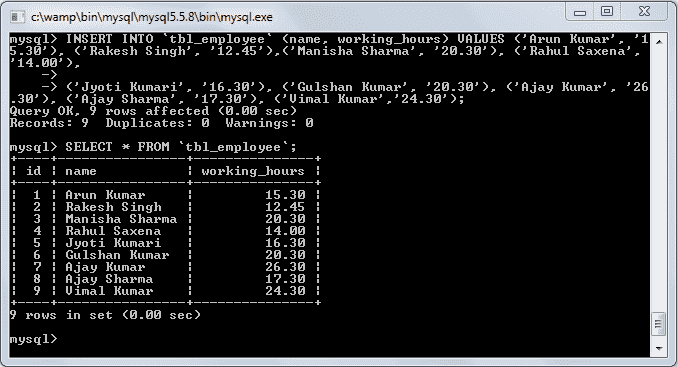 c:\wamp\bin\mysql\mysql5.5.8\bin\mysql.exe
mysql> INSERT INTO `tbl_employee` (name, working_hours) VALUES ('Arun Kumar', '1
5.30'), ('Rakesh Singh', '12.45'),('Manisha Sharma', '20.30'), ('Rahul Saxena',
'14.00'),
    ->
    -> ('Jyoti Kumari', '16.30'), ('Gulshan Kumar', '20.30'), ('Ajay Kumar', '26
.30'), ('Ajay Sharma', '17.30'), ('Vimal Kumar','24.30');
Query OK, 9 rows affected (0.00 sec)
Records: 9  Duplicates: 0  Warnings: 0
mysql> SELECT * FROM `tbl_employee`;
+----+----------------+---------------+
| id | name           | working_hours |
+----+----------------+---------------+
|  1 | Arun Kumar     |         15.30 |
|  2 | Rakesh Singh   |         12.45 |
|  3 | Manisha Sharma |         20.30 |
|  4 | Rahul Saxena   |         14.00 |
|  5 | Jyoti Kumari   |         16.30 |
|  6 | Gulshan Kumar  |         20.30 |
|  7 | Ajay Kumar     |         26.30 |
|  8 | Ajay Sharma    |         17.30 |
|  9 | Vimal Kumar    |         24.30 |
+----+----------------+---------------+
9 rows in set (0.00 sec)
mysql>